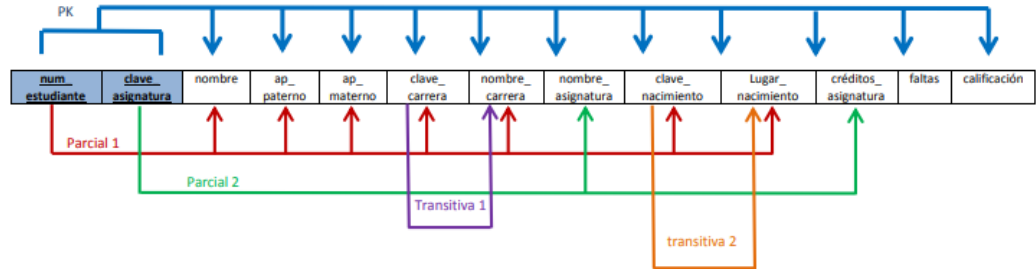 PK
num_
estudiante
clave_
asignatura
nombre
ap_
paterno
ap_
materno
clave_
carrera
nombre_
carrera
nombre_
asignatura
clave_
nacimiento
Lugar_
nacimiento
créditos_
asignatura
faltas
calificación
Parcial 1
Parcial 2
Transitiva 1
transitiva 2